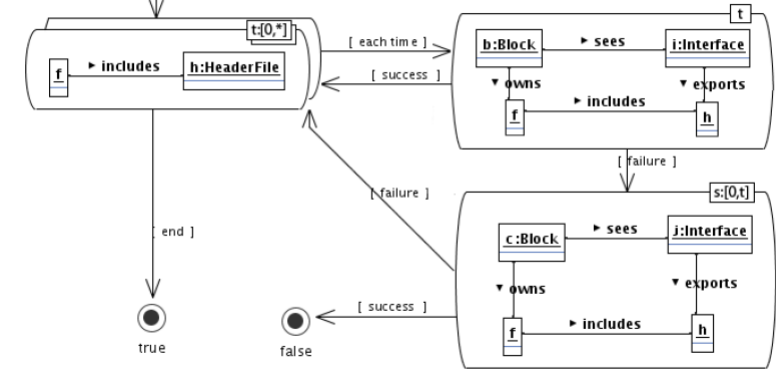 t:[0,*]
f
▶ includes
h:HeaderFile
[ each time ]
[ success ]
t
b:Block
▶ sees
i:Interface
▼ owns
▼ exports
f
▶ includes
h
[ failure ]
[ failure ]
s:[0,t]
c:Block
▶ sees
j:Interface
▼ owns
▼ exports
f
▶ includes
h
[ end ]
[ success ]
true
false